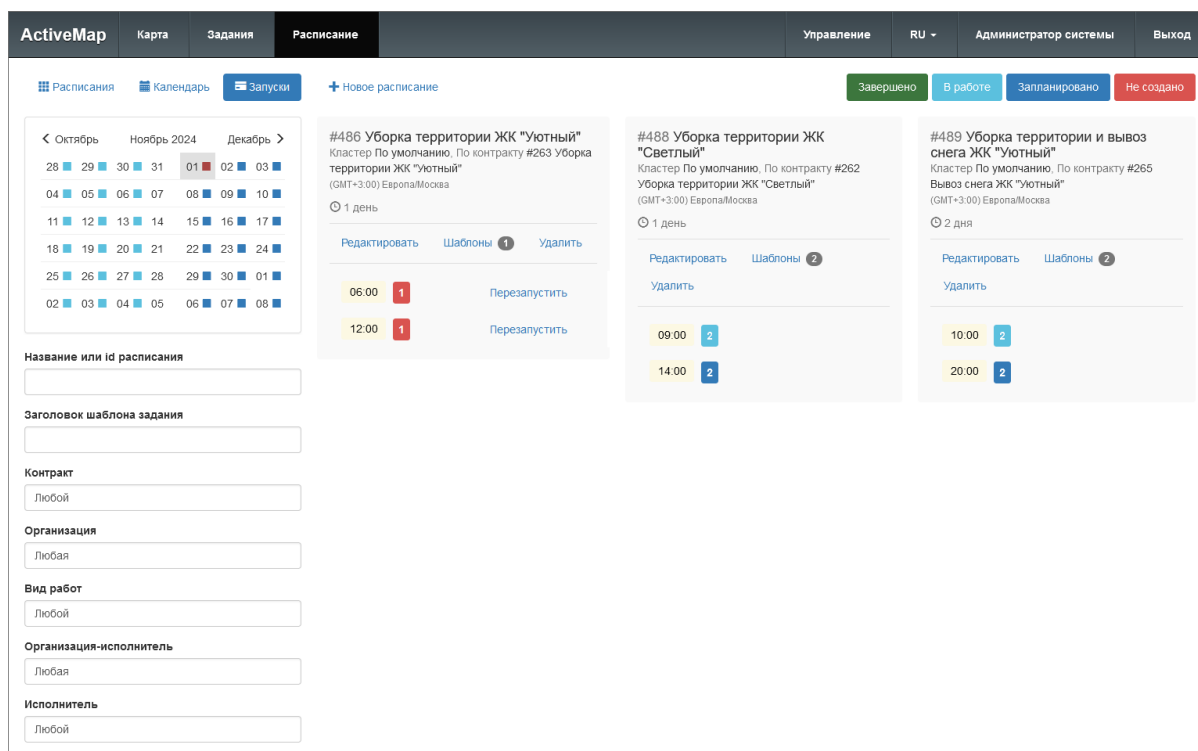 ActiveMap Карта Задания Расписание Управление RU Администратор системы Выход
Расписания Календарь Запуски + Новое расписание Завершено В работе Запланировано Не создано
Октябрь Ноябрь 2024 Декабрь
28 29 30 31 01 02 03
04 05 06 07 08 09 10
11 12 13 14 15 16 17
18 19 20 21 22 23 24
25 26 27 28 29 30 01
02 03 04 05 06 07 08
Название или id расписания
Заголовок шаблона задания
Контракт
Любой
Организация
Любая
Вид работ
Любой
Организация-исполнитель
Любая
Исполнитель
Любой
#486 Уборка территории ЖК "Уютный"
Кластер По умолчанию, По контракту #263 Уборка
территории ЖК "Уютный"
(GMT+3:00) Европа/Москва
1 день
Редактировать Шаблоны 1 Удалить
06:00 1 Перезапустить
12:00 1 Перезапустить
#488 Уборка территории ЖК
"Светлый"
Кластер По умолчанию, По контракту #262
Уборка территории ЖК "Светлый"
(GMT+3:00) Европа/Москва
1 день
Редактировать Шаблоны 2
Удалить
09:00 2
14:00 2
#489 Уборка территории и вывоз
снега ЖК "Уютный"
Кластер По умолчанию, По контракту #265
Вывоз снега ЖК "Уютный"
(GMT+3:00) Европа/Москва
2 дня
Редактировать Шаблоны 2
Удалить
10:00 2
20:00 2